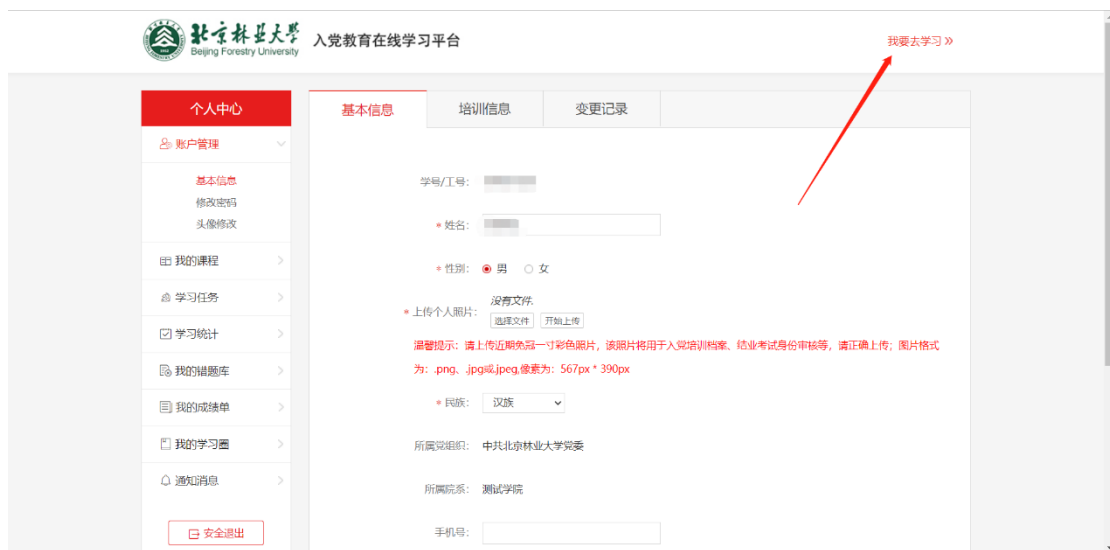 北京林业大学
Beijing Forestry University
入党教育在线学习平台
我要去学习 »
个人中心
账户管理
基本信息
修改密码
头像修改
我的课程
学习任务
学习统计
我的错题库
我的成绩单
我的学习圈
通知消息
安全退出
基本信息 培训信息 变更记录
学号/工号:
* 姓名:
* 性别: 男 女
* 上传个人照片: 没有文件.
选择文件 开始上传
温馨提示：请上传近期免冠一寸彩色照片，该照片将用于入党培训档案、结业考试身份审核等，请正确上传；图片格式
为：.png、.jpg或.jpeg,像素为：567px * 390px
* 民族: 汉族
所属党组织: 中共北京林业大学党委
所属院系: 测试学院
手机号: